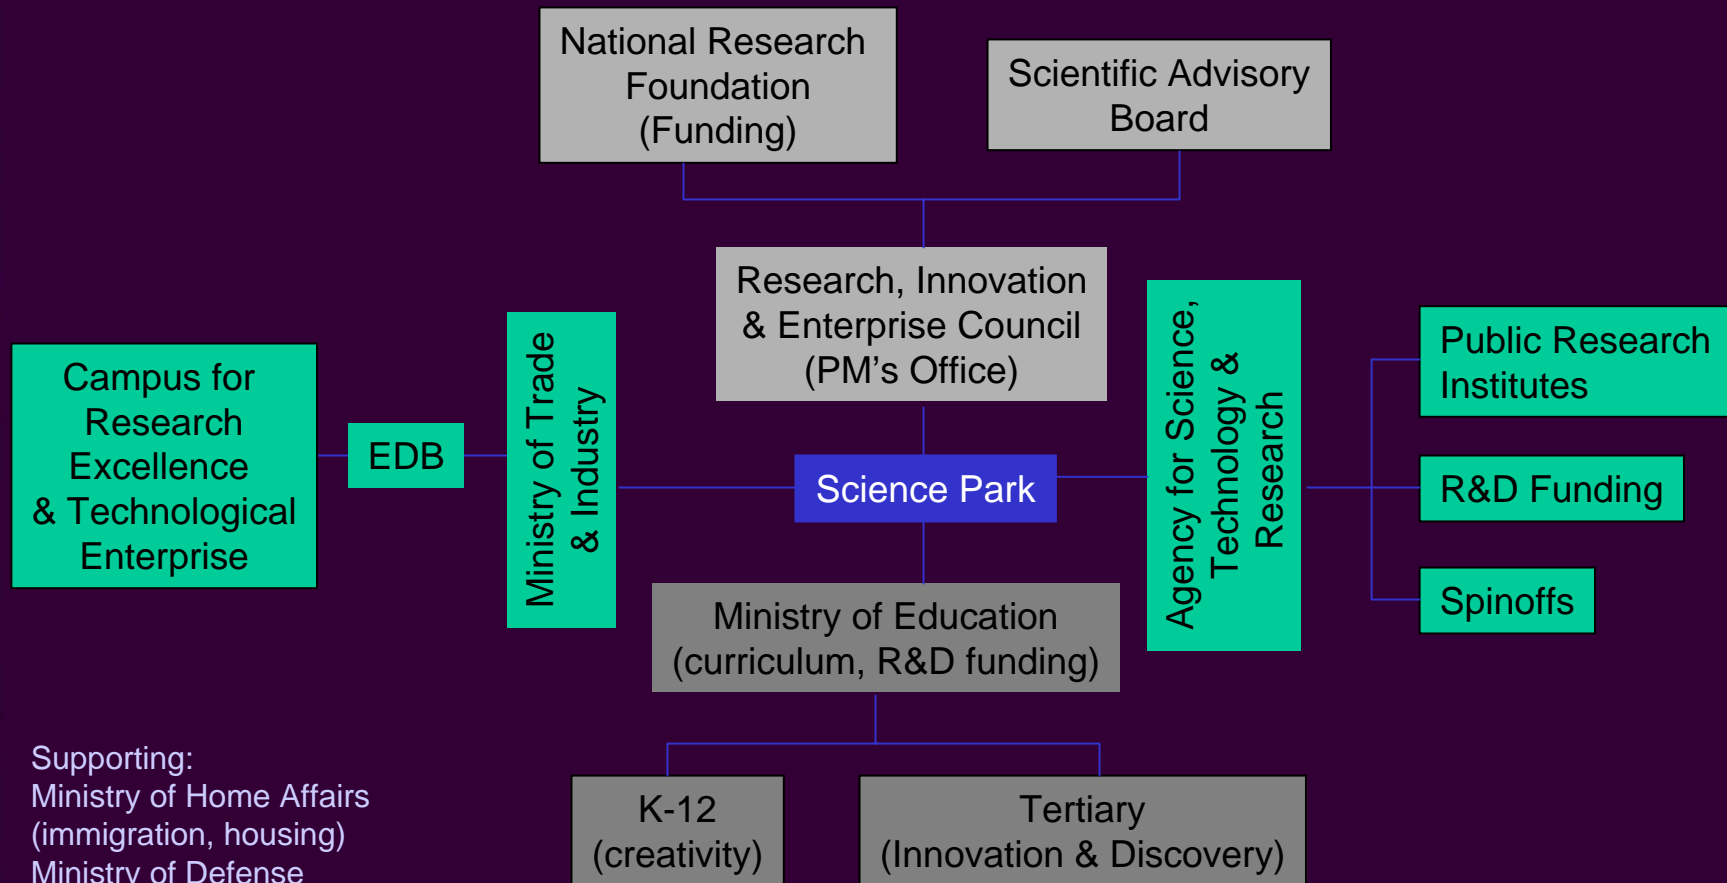 National Research
Foundation
(Funding)
Scientific Advisory
Board
Research, Innovation
& Enterprise Council
(PM's Office)
Campus for
Research
Excellence
& Technological
Enterprise
EDB
Ministry of Trade
& Industry
Science Park
Agency for Science,
Technology &
Research
Public Research
Institutes
R&D Funding
Spinoffs
Ministry of Education
(curriculum, R&D funding)
K-12
(creativity)
Tertiary
(Innovation & Discovery)
Supporting:
Ministry of Home Affairs
(immigration, housing)
Ministry of Defense